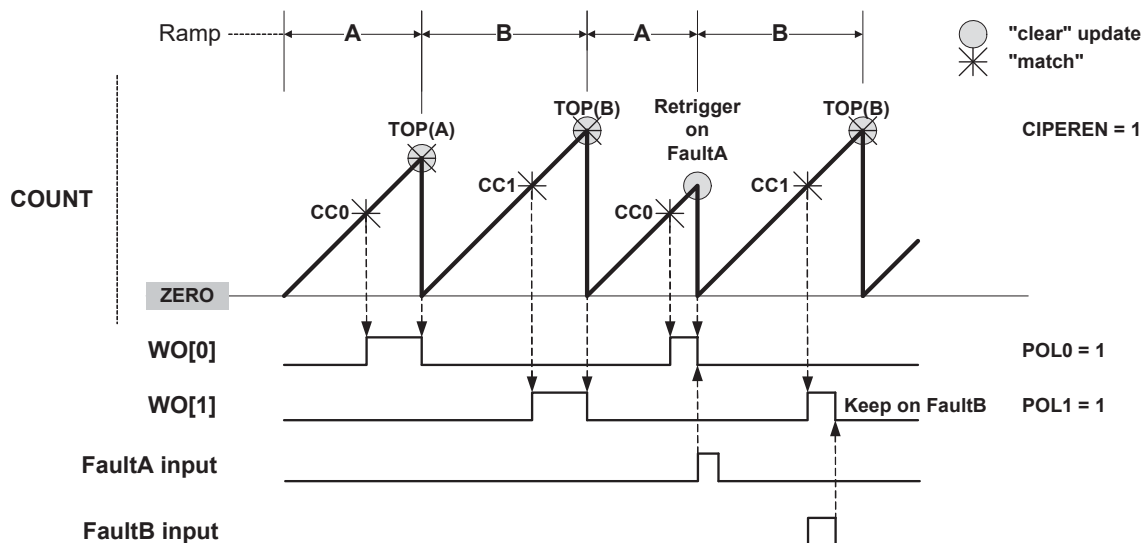 Ramp A B A B
"clear" update
"match"
TOP(A) TOP(B) Retrigger TOP(B)
on
FaultA
CIPEREN = 1
COUNT
CC0 CC1 CC0 CC1
ZERO
WO[0] POL0 = 1
WO[1] Keep on FaultB POL1 = 1
FaultA input
FaultB input